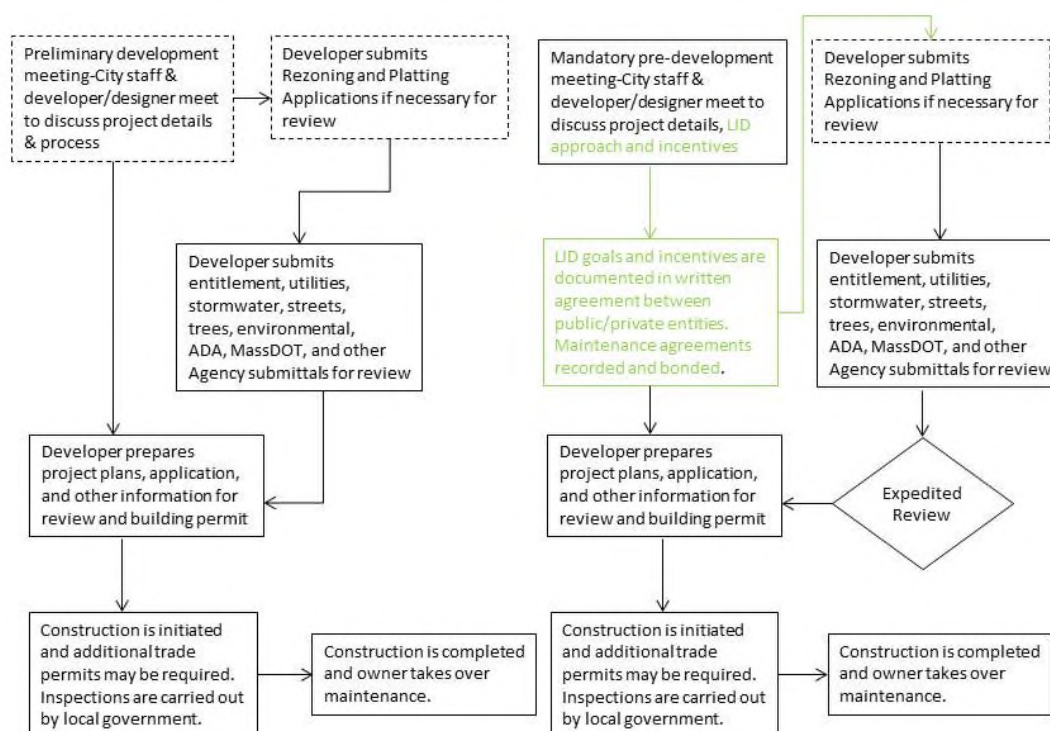 Preliminary development
meeting-City staff &
developer/designer meet
to discuss project details
& process
Developer submits
Rezoning and Platting
Applications if necessary for
review
Developer submits
entitlement, utilities,
stormwater, streets,
trees, environmental,
ADA, MassDOT, and other
Agency submittals for review
Developer prepares
project plans, application,
and other information for
review and building permit
Construction is initiated
and additional trade
permits may be required.
Inspections are carried out
by local government.
Construction is completed
and owner takes over
maintenance.
Mandatory pre-development
meeting-City staff &
developer/designer meet to
discuss project details, LID
approach and incentives
LID goals and incentives are
documented in written
agreement between
public/private entities.
Maintenance agreements
recorded and bonded.
Developer submits
Rezoning and Platting
Applications if necessary for
review
Developer submits
entitlement, utilities,
stormwater, streets,
trees, environmental,
ADA, MassDOT, and other
Agency submittals for review
Expedited
Review
Developer prepares
project plans, application,
and other information for
review and building permit
Construction is initiated
and additional trade
permits may be required.
Inspections are carried out
by local government.
Construction is completed
and owner takes over
maintenance.